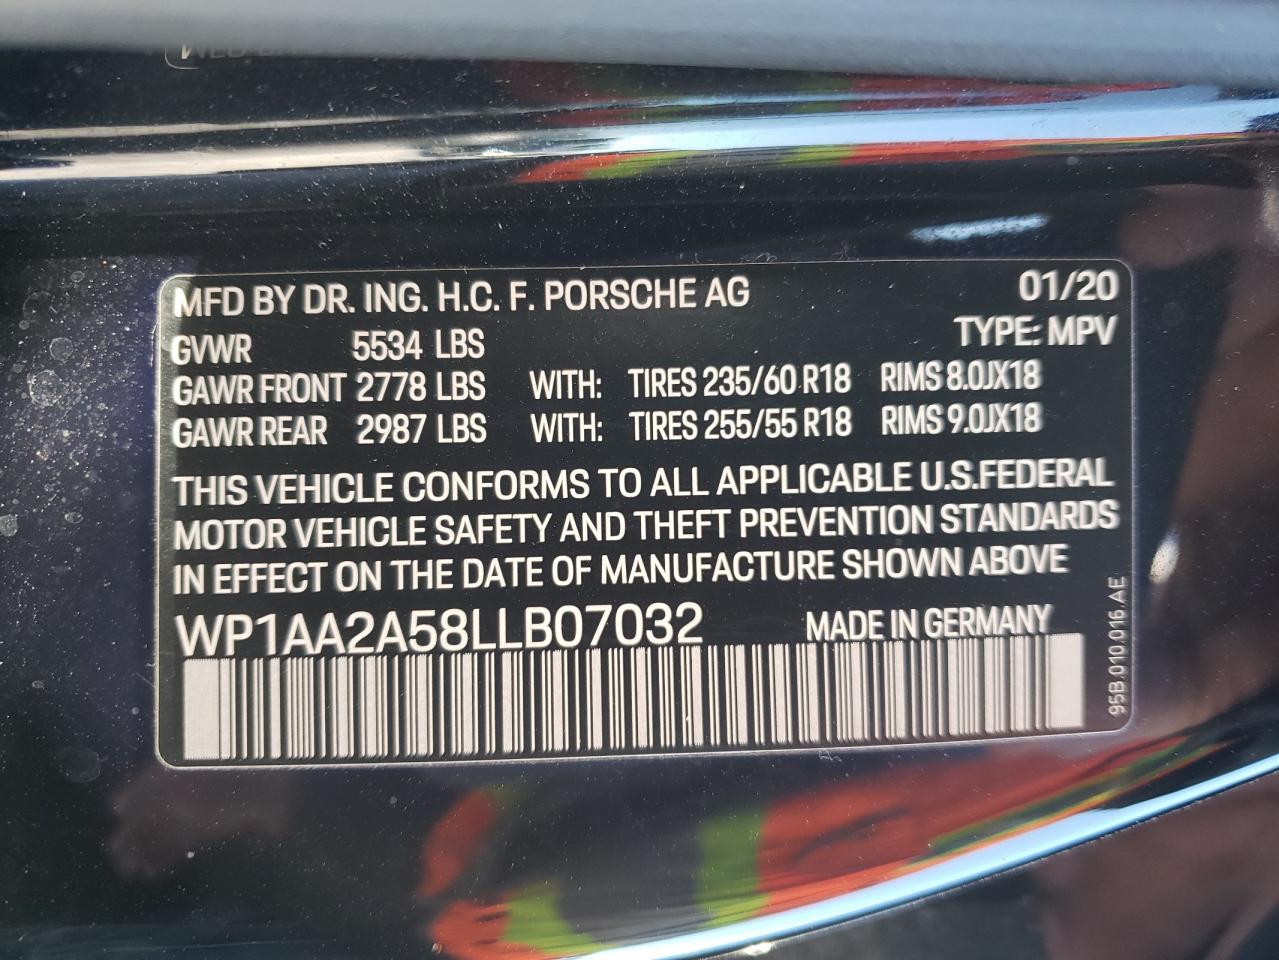 MFD BY DR. ING. H.C. F. PORSCHE AG 01/20
TYPE: MPV
GVWR 5534 LBS
GAWR FRONT 2778 LBS WITH: TIRES 235/60 R18 RIMS 8.0JX18
GAWR REAR 2987 LBS WITH: TIRES 255/55 R18 RIMS 9.0JX18
THIS VEHICLE CONFORMS TO ALL APPLICABLE U.S.FEDERAL
MOTOR VEHICLE SAFETY AND THEFT PREVENTION STANDARDS
IN EFFECT ON THE DATE OF MANUFACTURE SHOWN ABOVE
WP1AA2A58LLB07032 MADE IN GERMANY
95B.010.016.AE